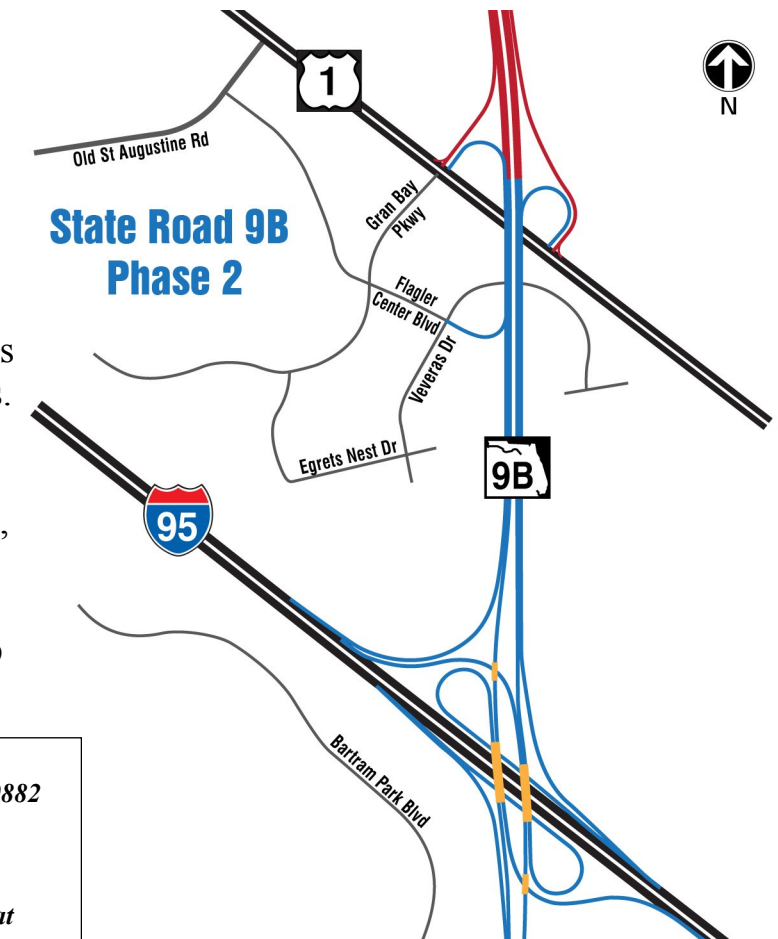 1
N
Old St Augustine Rd
Gran Bay
Pkwy
State Road 9B
Phase 2
Flagler
Center Blvd
Veveras Dr
Egrets Nest Dr
9B
95
Bartram Park Blvd
s
.
,
882